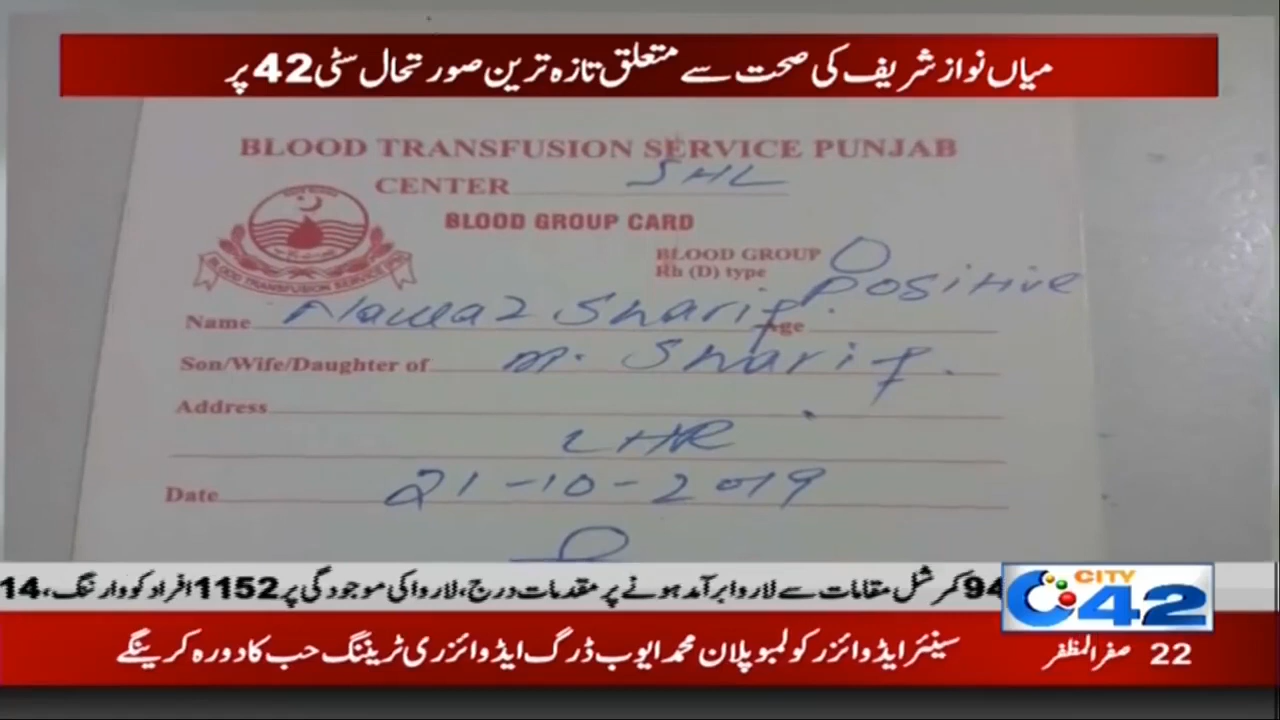 میاں نواز شریف کی صحت سے متعلق تازہ ترین صورتحال سٹی 42 پر
BLOOD TRANSFUSION SERVICE PUNJAB
CENTER SHL
BLOOD GROUP CARD
BLOOD GROUP O
Rh (D) type Positive
BLOOD TRANSFUSION SERVICE
Name Nawaz Sharif Age
Son/Wife/Daughter of M. Sharif.
Address
LHR
Date 21-10-2019
94 کمرشل مقامات سے لاروا برآمد ہونے پر مقدمات درج، لاروا کی موجودگی پر 1152 افراد کو وارننگ، 14
CITY 42
22 صفر المظفر
سینئر ایڈوائزر کولمبو پلان محمد ایوب ڈرگ ایڈوائزری ٹریننگ حب کا دورہ کرینگے